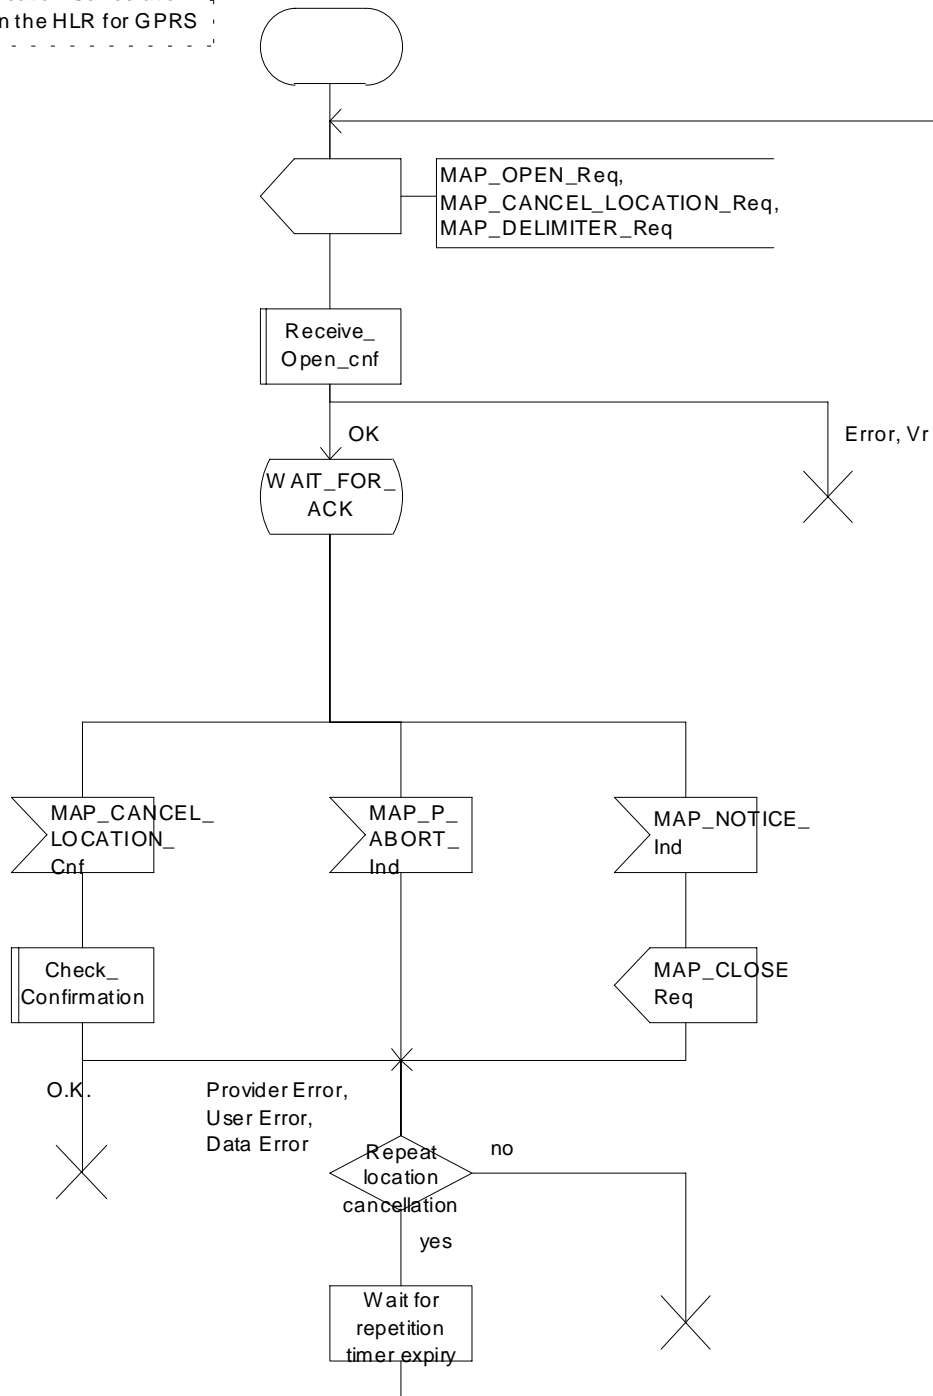 n the HLR for GPRS
MAP_OPEN_Req,
MAP_CANCEL_LOCATION_Req,
MAP_DELIMITER_Req
Receive_
Open_cnf
OK
Error, Vr
WAIT_FOR_
ACK
MAP_CANCEL_
LOCATION_
Cnf
MAP_P_
ABORT_
Ind
MAP_NOTICE_
Ind
Check_
Confirmation
MAP_CLOSE
Req
O.K.
Provider Error,
User Error,
Data Error
Repeat
location
cancellation
no
yes
Wait for
repetition
timer expiry